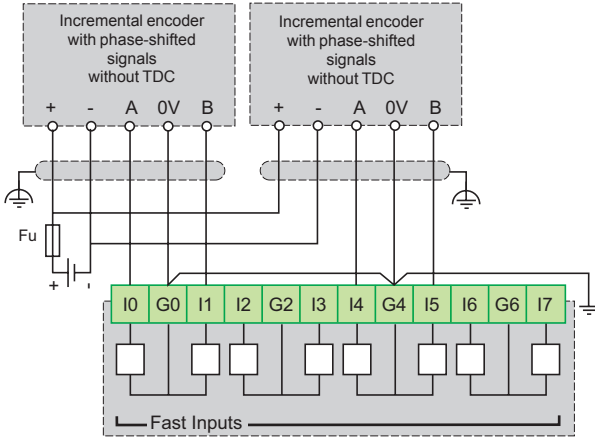 Incremental encoder
with phase-shifted
signals
without TDC
+ - A 0V B
Incremental encoder
with phase-shifted
signals
without TDC
+ - A 0V B
Fu
+ -
I0 G0 I1 I2 G2 I3 I4 G4 I5 I6 G6 I7
Fast Inputs